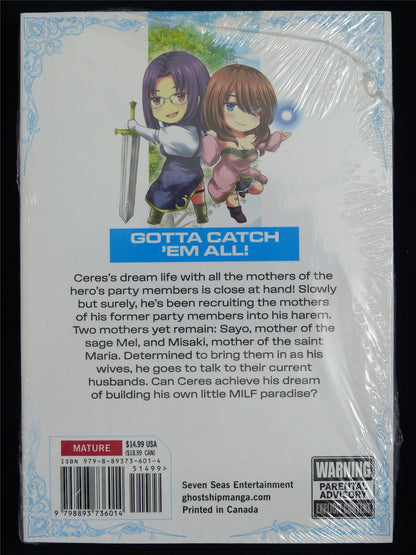 GOTTA CATCH
'EM ALL!
Ceres's dream life with all the mothers of the
hero's party members is close at hand! Slowly
but surely, he's been recruiting the mothers
of his former party members into his harem.
Two mothers yet remain: Sayo, mother of the
sage Mel, and Misaki, mother of the saint
Maria. Determined to bring them in as his
wives, he goes to talk to their current
husbands. Can Ceres achieve his dream
of building his own little MILF paradise?
MATURE
$14.99 USA
($18.99 CAN)
ISBN 979-8-89373-601-4
51499>
9 798893 736014
Seven Seas Entertainment
ghostshipmanga.com
Printed in Canada
WARNING
PARENTAL
ADVISORY
EXPLICIT CONTENT